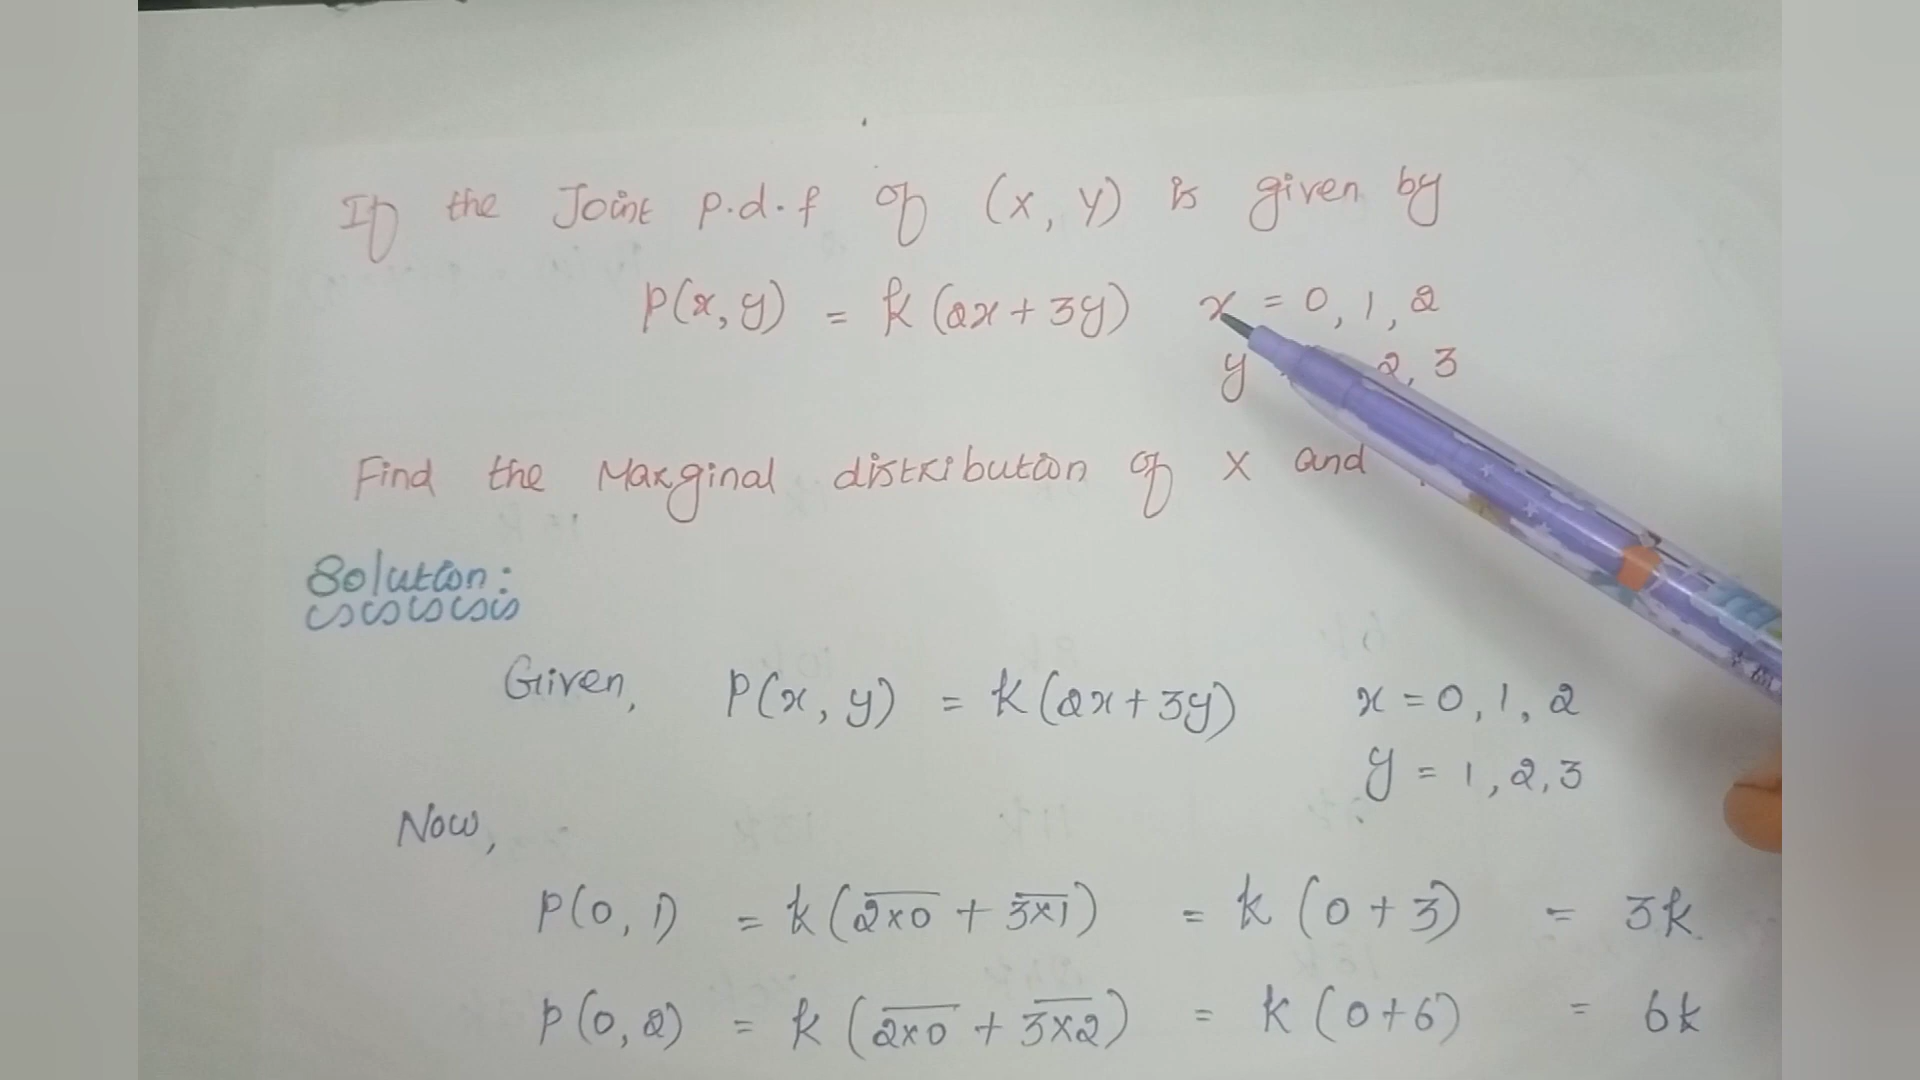 If the Joint p.d.f of (x, y) is given by
P(x, y) = k (2x + 3y) x = 0, 1, 2
y 2, 3
Find the Marginal distribution of X and
Solution:
Given, P(x, y) = k(2x + 3y) x = 0, 1, 2
y = 1, 2, 3
Now,
P(0, 1) = k(2×0 + 3×1) = k (0 + 3) = 3k
P(0, 2) = k (2×0 + 3×2) = k (0+6) = 6k